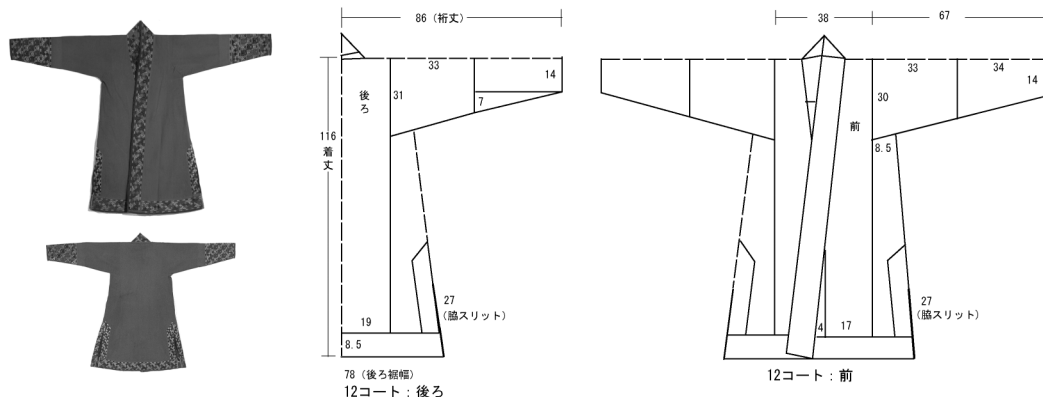 86（裄丈）
33
14
後ろ
31
7
116
着丈
27
（脇スリット）
19
8.5
78（後ろ裾幅）
12コート：後ろ
38
67
33
34
14
前
30
8.5
27
（脇スリット）
4
17
12コート：前